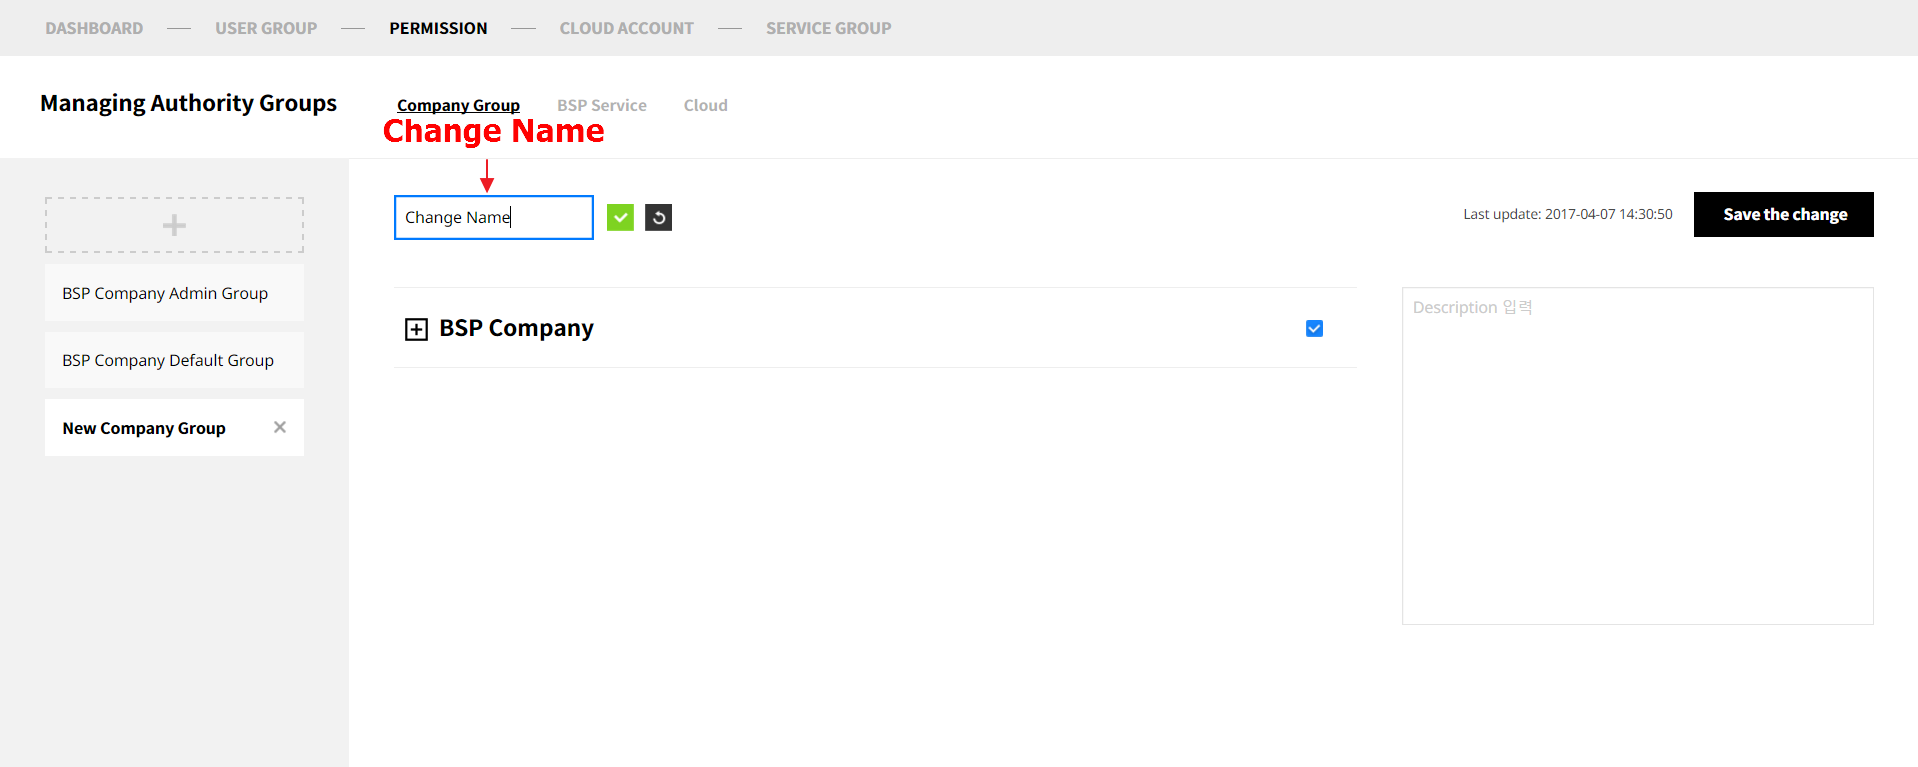 DASHBOARD USER GROUP PERMISSION CLOUD ACCOUNT SERVICE GROUP
Managing Authority Groups
Company Group BSP Service Cloud
Change Name
Change Name
Last update: 2017-04-07 14:30:50
Save the change
BSP Company Admin Group
BSP Company Default Group
New Company Group
BSP Company
Description 입력